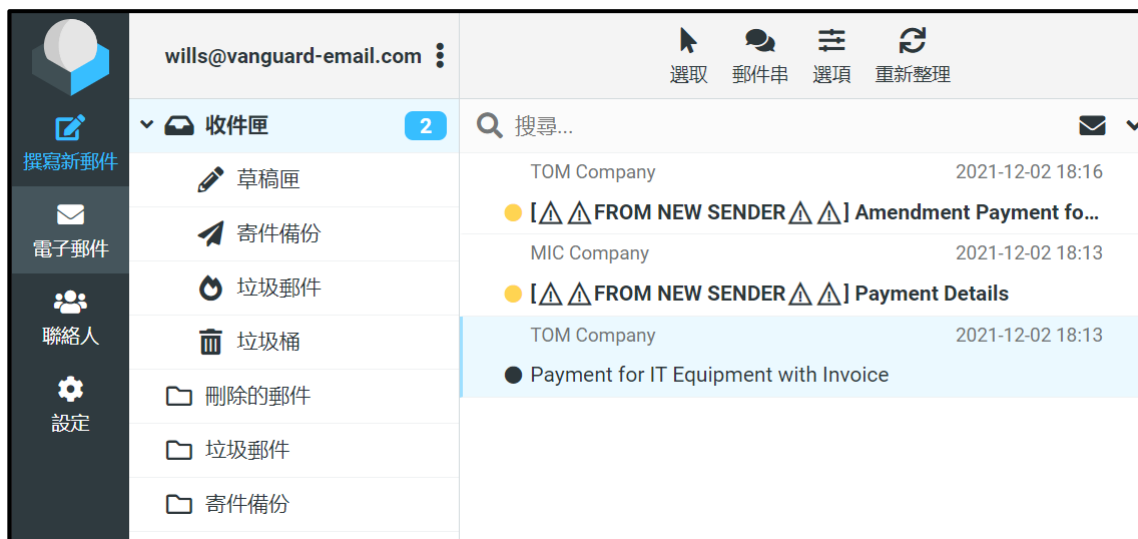 wills@vanguard-email.com
選取 郵件串 選項 重新整理
撰寫新郵件
電子郵件
聯絡人
設定
收件匣 2
草稿匣
寄件備份
垃圾郵件
垃圾桶
刪除的郵件
垃圾郵件
寄件備份
搜尋...
TOM Company 2021-12-02 18:16
[⚠ ⚠FROM NEW SENDER⚠ ⚠] Amendment Payment fo...
MIC Company 2021-12-02 18:13
[⚠ ⚠FROM NEW SENDER⚠ ⚠] Payment Details
TOM Company 2021-12-02 18:13
Payment for IT Equipment with Invoice